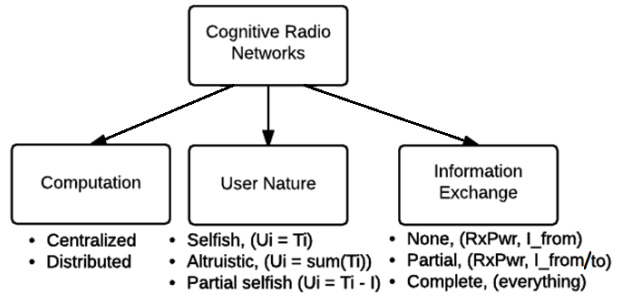 Cognitive Radio
Networks
Computation
User Nature
Information
Exchange
• Centralized
• Distributed
• Selfish, (Ui = Ti)
• Altruistic, (Ui = sum(Ti))
• Partial selfish (Ui = Ti - I)
• None, (RxPwr, I_from)
• Partial, (RxPwr, I_from/to)
• Complete, (everything)